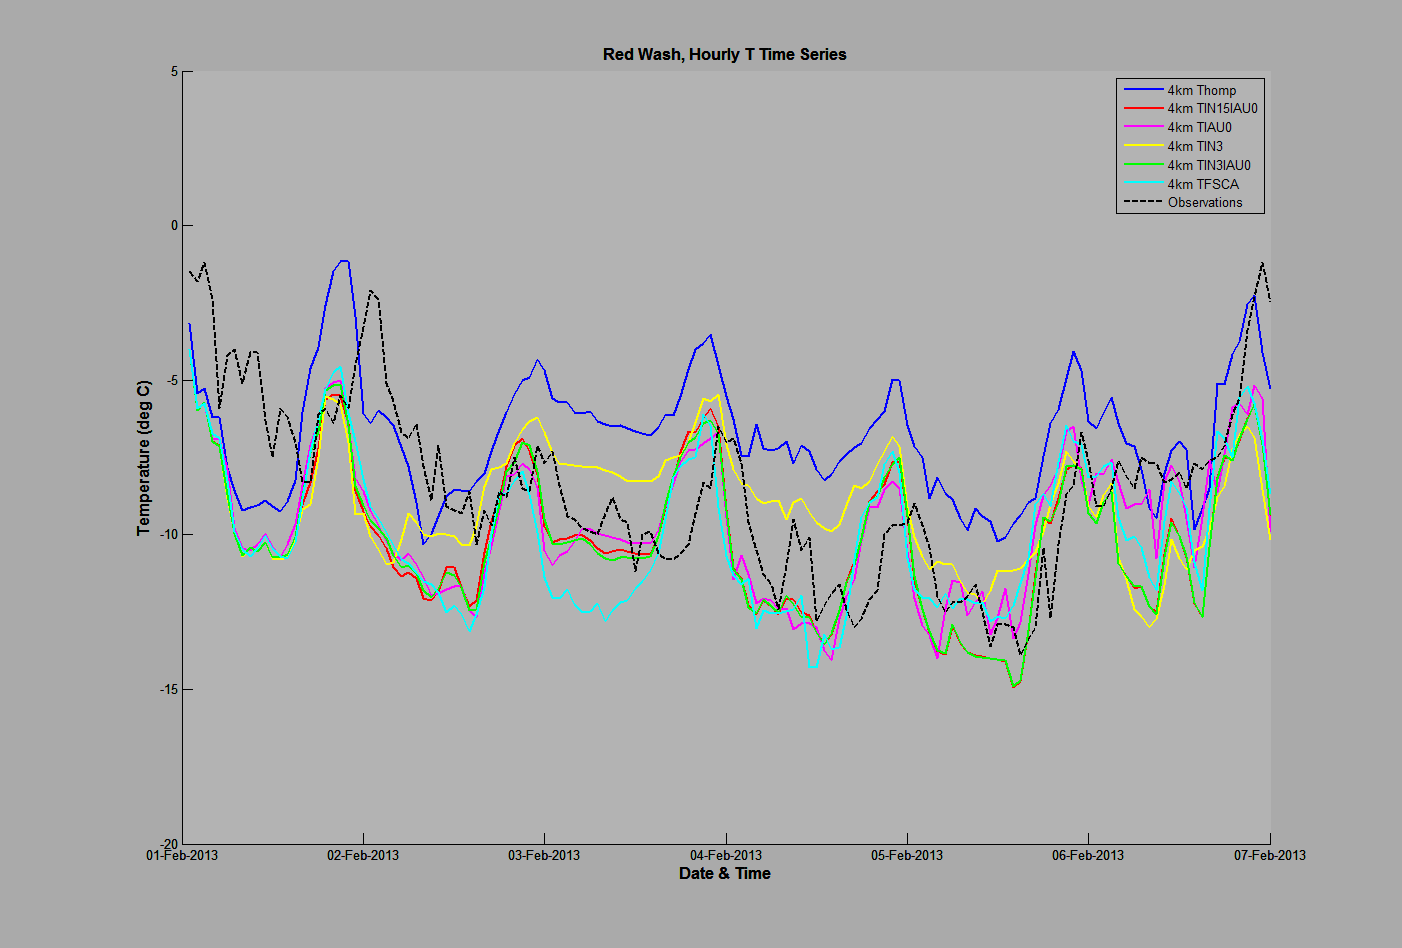 Red Wash, Hourly T Time Series
5
0
-5
-10
-15
-20
Temperature (deg C)
4km Thomp
4km TIN15IAU0
4km TIAU0
4km TIN3
4km TIN3IAU0
4km TFSCA
Observations
01-Feb-2013 02-Feb-2013 03-Feb-2013 04-Feb-2013 05-Feb-2013 06-Feb-2013 07-Feb-2013
Date & Time